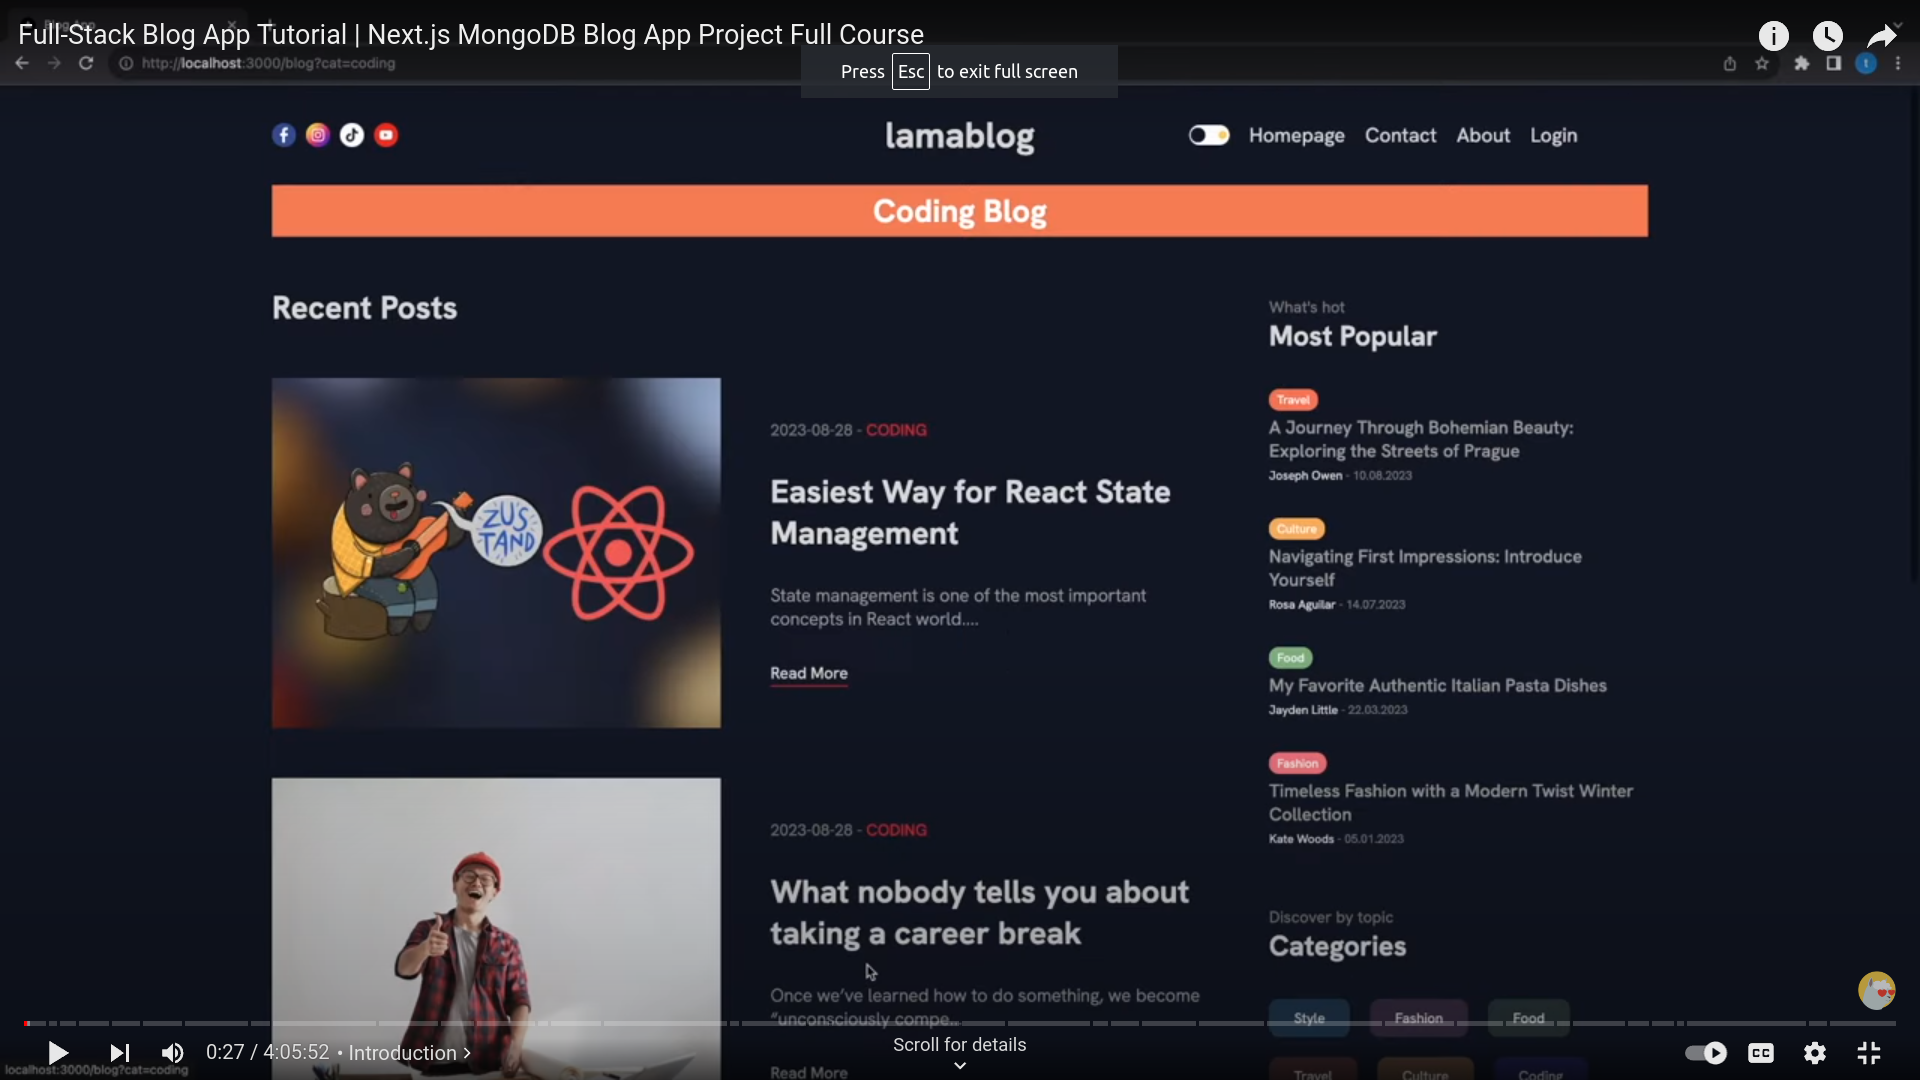 Full-Stack Blog App Tutorial | Next.js MongoDB Blog App Project Full Course
http://localhost:3000/blog?cat=coding
Press Esc to exit full screen
lamablog
Homepage Contact About Login
Coding Blog
Recent Posts
ZUS
TAND
2023-08-28 - CODING
Easiest Way for React State
Management
State management is one of the most important
concepts in React world....
Read More
2023-08-28 - CODING
What nobody tells you about
taking a career break
Once we've learned how to do something, we become
“unconsciously compe...
Read More
What's hot
Most Popular
Travel
A Journey Through Bohemian Beauty:
Exploring the Streets of Prague
Joseph Owen - 10.08.2023
Culture
Navigating First Impressions: Introduce
Yourself
Rosa Aguilar - 14.07.2023
Food
My Favorite Authentic Italian Pasta Dishes
Jayden Little - 22.03.2023
Fashion
Timeless Fashion with a Modern Twist Winter
Collection
Kate Woods - 05.01.2023
Discover by topic
Categories
Style Fashion Food
Travel Culture Coding
0:27 / 4:05:52 • Introduction >
Scroll for details
CC
localhost:3000/blog?cat=coding